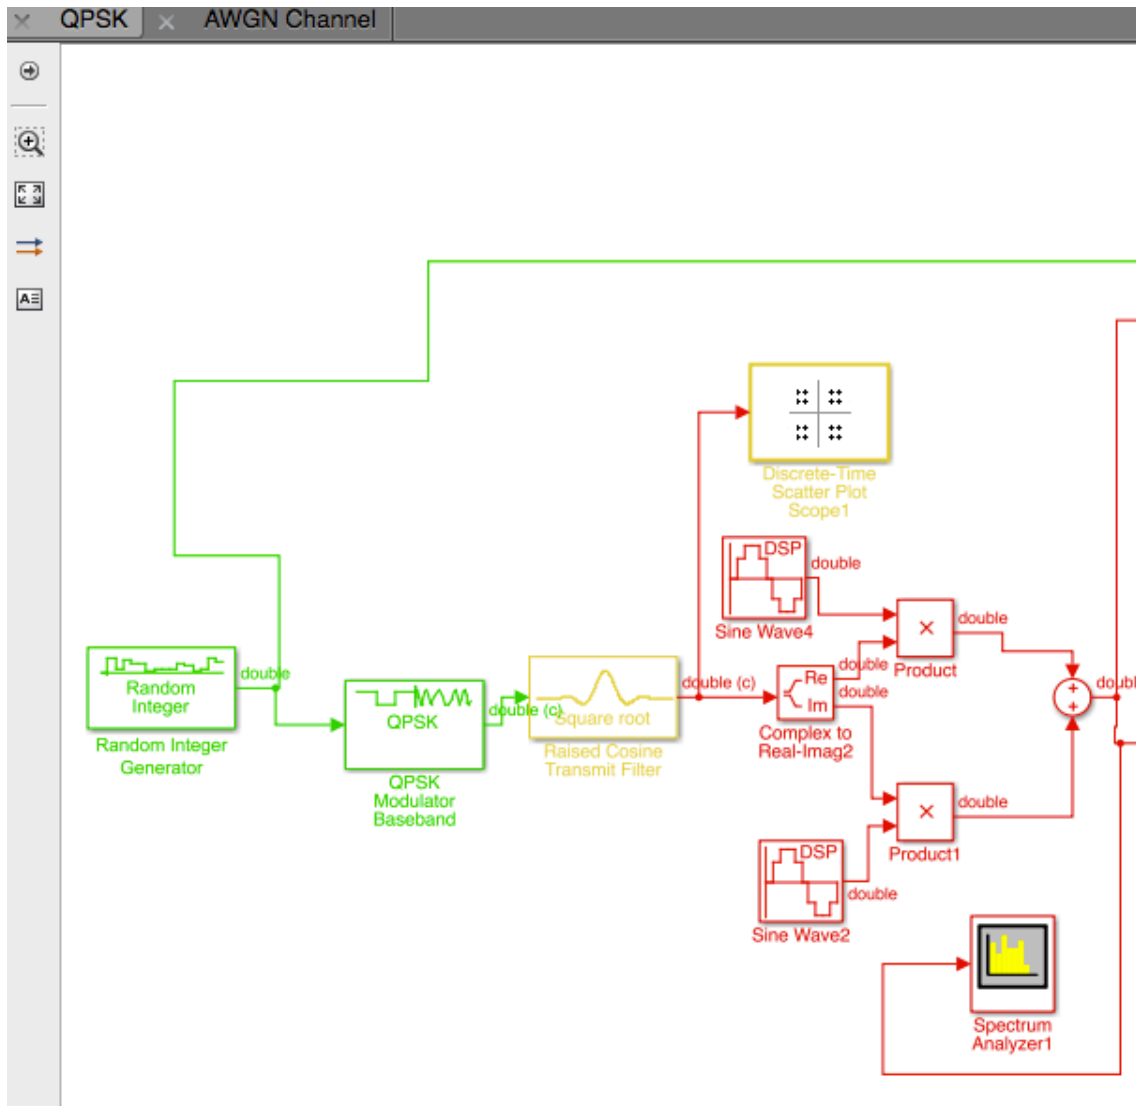 QPSK
AWGN Channel
Discrete-Time
Scatter Plot
Scope1
DSP
double
Sine Wave4
double
Product
Random
Integer
double
Random Integer
Generator
QPSK
double (c)
QPSK
Modulator
Baseband
Square root
Raised Cosine
Transmit Filter
double (c)
Re
Im
double
double
Complex to
Real-Imag2
+
+
doubl
double
Product1
DSP
double
Sine Wave2
Spectrum
Analyzer1